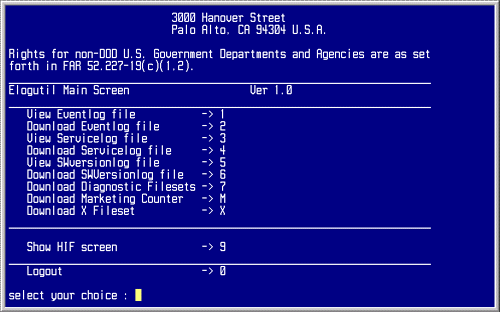 3000 Hanover Street
Palo Alto. CA 94304 U.S.A.
Rights for non-DOD U.S. Government Departments and Agencies are as set
forth in FAR 52.227-19(c)(1,2).
Elogutil Main Screen Ver 1.0
View Eventlog file -> 1
Download Eventlog file -> 2
View Servicelog file -> 3
Download Servicelog file -> 4
View SWversionlog file -> 5
Download SWVersionlog file -> 6
Download Diagnostic Filesets -> 7
Download Marketing Counter -> M
Download X Fileset -> X
Show HIF screen -> 9
Logout -> 0
select your choice :